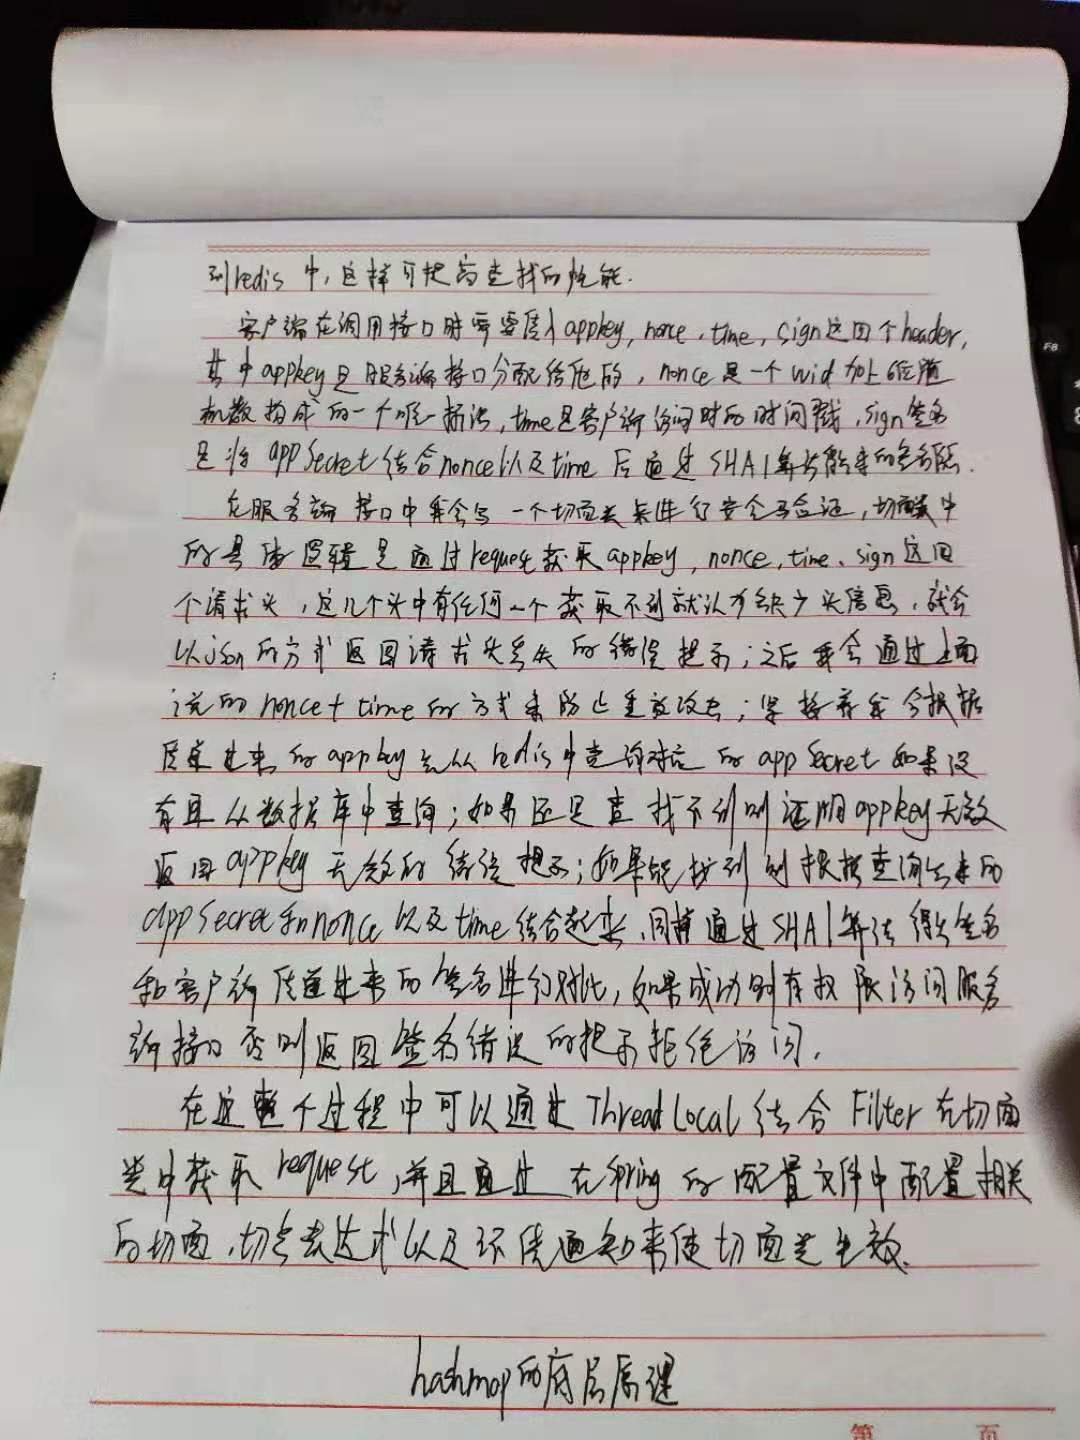 到redis 中,这样可提高查找的性能.
客户端在调用接口时需要传入appkey, nonce, time, sign这四个header,
其中appkey是服务端接口分配给他的, nonce是一个uuid加上6位随
机数构成的一个唯一标识, time是客户端访问时的时间戳, sign签名
是将 appSecret结合nonce以及time 后通过 SHA1算法
在服务端接口中我会写一个切面类来进行安全验证,切面类中
的具体逻辑是通过request获取appkey, nonce, time, sign这四
个请求头,这几个头中有任何一个获取不到就认为缺少头信息,就会
以json的方式返回请求头丢失的错误提示;之后我会通过上面
说的nonce+time的方式来防止重放攻击;紧接着我会根据
传递进来的appkey去从redis中查询对应的appSecret如果没
有且从数据库中查询;如果还是查找不到则证明appkey无效
返回appkey无效的错误提示;如果能找到则根据查询出来的
appSecret和nonce以及time结合起来,同样通过SHA1算法得出签名
和客户端传递进来的签名进行对比,如果成功则有权限访问服务
端接口否则返回签名错误的提示拒绝访问.
在这整个过程中可以通过ThreadLocal结合Filter在切面
类中获取request,并且通过在Spring的配置文件中配置相关
的切面,切点表达式以及环绕通知来使切面类生效.
hashmap的底层原理
第 页